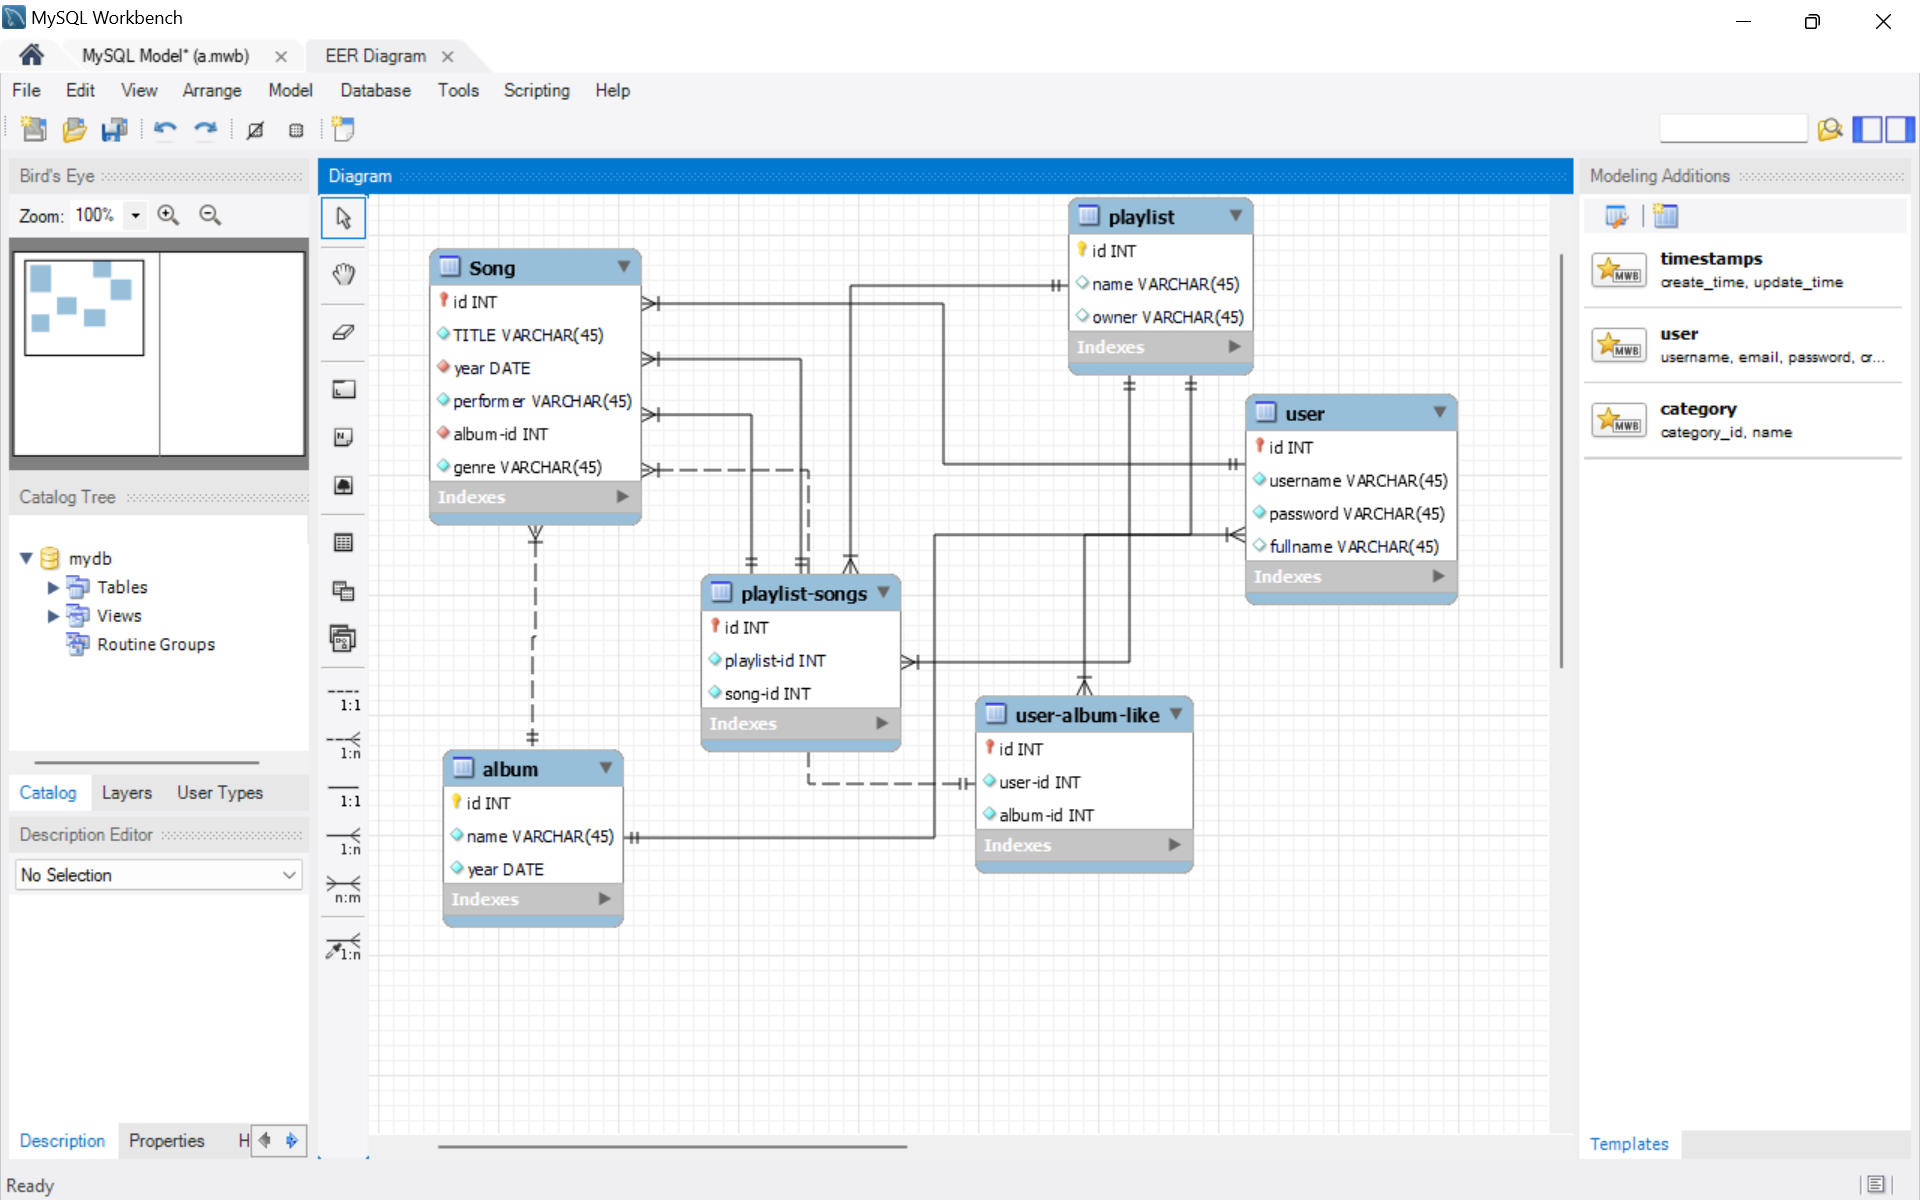 MySQL Workbench
MySQL Model* (a.mwb)
EER Diagram
File Edit View Arrange Model Database Tools Scripting Help
Bird's Eye
Zoom: 100%
Catalog Tree
mydb
Tables
Views
Routine Groups
Catalog Layers User Types
Description Editor
No Selection
Description Properties H
Ready
Diagram
1:1
1:n
1:1
1:n
n:m
1:n
Song
id INT
TITLE VARCHAR(45)
year DATE
performer VARCHAR(45)
album-id INT
genre VARCHAR(45)
Indexes
playlist
id INT
name VARCHAR(45)
owner VARCHAR(45)
Indexes
user
id INT
username VARCHAR(45)
password VARCHAR(45)
fullname VARCHAR(45)
Indexes
playlist-songs
id INT
playlist-id INT
song-id INT
Indexes
user-album-like
id INT
user-id INT
album-id INT
Indexes
album
id INT
name VARCHAR(45)
year DATE
Indexes
Modeling Additions
MWB
timestamps
create_time, update_time
MWB
user
username, email, password, cr...
MWB
category
category_id, name
Templates